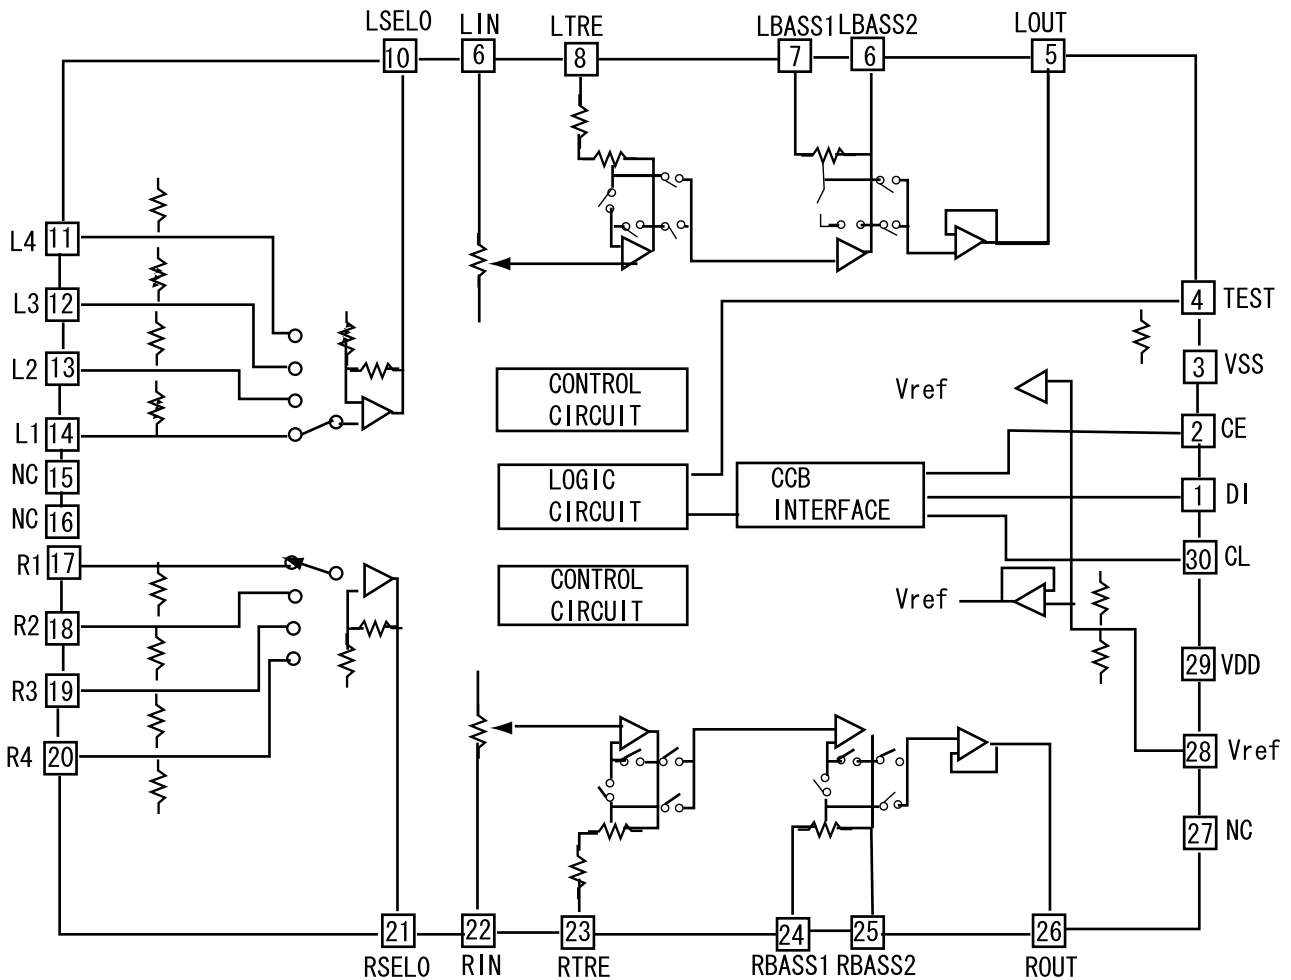 LSELO LIN LTRE LBASS1 LBASS2 LOUT
10 6 8 7 6 5
L4 11
L3 12
L2 13
L1 14
NC 15
NC 16
R1 17
R2 18
R3 19
R4 20
4 TEST
3 VSS
2 CE
1 DI
30 CL
29 VDD
28 Vref
27 NC
CONTROL
CIRCUIT
LOGIC
CIRCUIT
CCB
INTERFACE
CONTROL
CIRCUIT
Vref
Vref
21 22 23 24 25 26
RSELO RIN RTRE RBASS1 RBASS2 ROUT